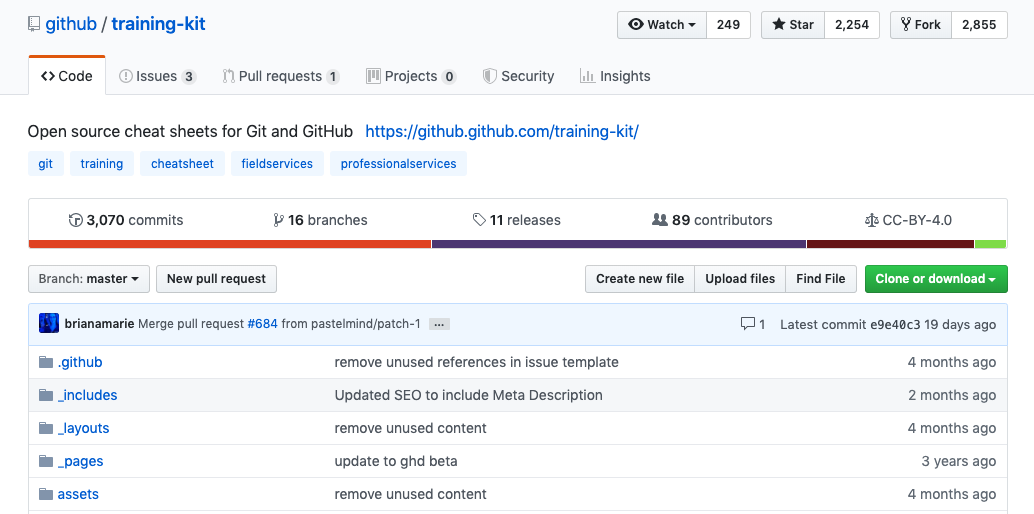 github / training-kit Watch 249 Star 2,254 Fork 2,855
Code Issues 3 Pull requests 1 Projects 0 Security Insights
Open source cheat sheets for Git and GitHub https://github.github.com/training-kit/
git training cheatsheet fieldservices professionalservices
3,070 commits 16 branches 11 releases 89 contributors CC-BY-4.0
Branch: master New pull request Create new file Upload files Find File Clone or download
brianamarie Merge pull request #684 from pastelmind/patch-1 ... 1 Latest commit e9e40c3 19 days ago
.github remove unused references in issue template 4 months ago
_includes Updated SEO to include Meta Description 2 months ago
_layouts remove unused content 4 months ago
_pages update to ghd beta 3 years ago
assets remove unused content 4 months ago